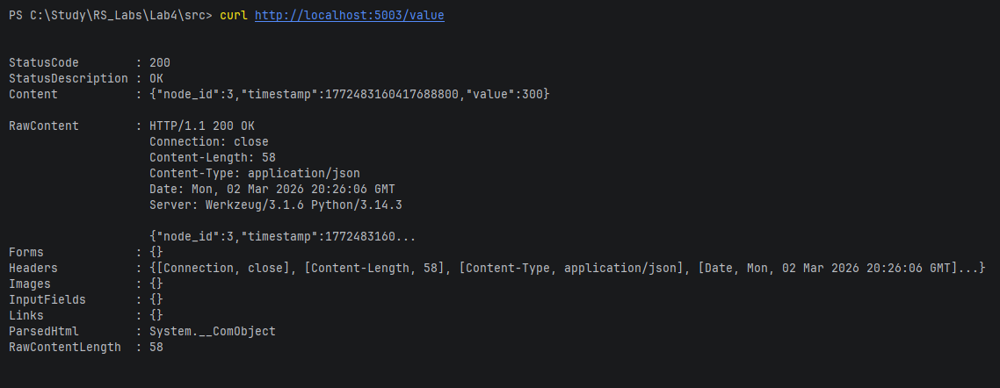 PS C:\Study\RS_Labs\Lab4\src> curl http://localhost:5003/value
StatusCode        : 200
StatusDescription : OK
Content           : {"node_id":3,"timestamp":1772483160417688800,"value":300}
RawContent        : HTTP/1.1 200 OK
                    Connection: close
                    Content-Length: 58
                    Content-Type: application/json
                    Date: Mon, 02 Mar 2026 20:26:06 GMT
                    Server: Werkzeug/3.1.6 Python/3.14.3
                    {"node_id":3,"timestamp":1772483160...
Forms             : {}
Headers           : {[Connection, close], [Content-Length, 58], [Content-Type, application/json], [Date, Mon, 02 Mar 2026 20:26:06 GMT]...}
Images            : {}
InputFields       : {}
Links             : {}
ParsedHtml        : System.__ComObject
RawContentLength  : 58